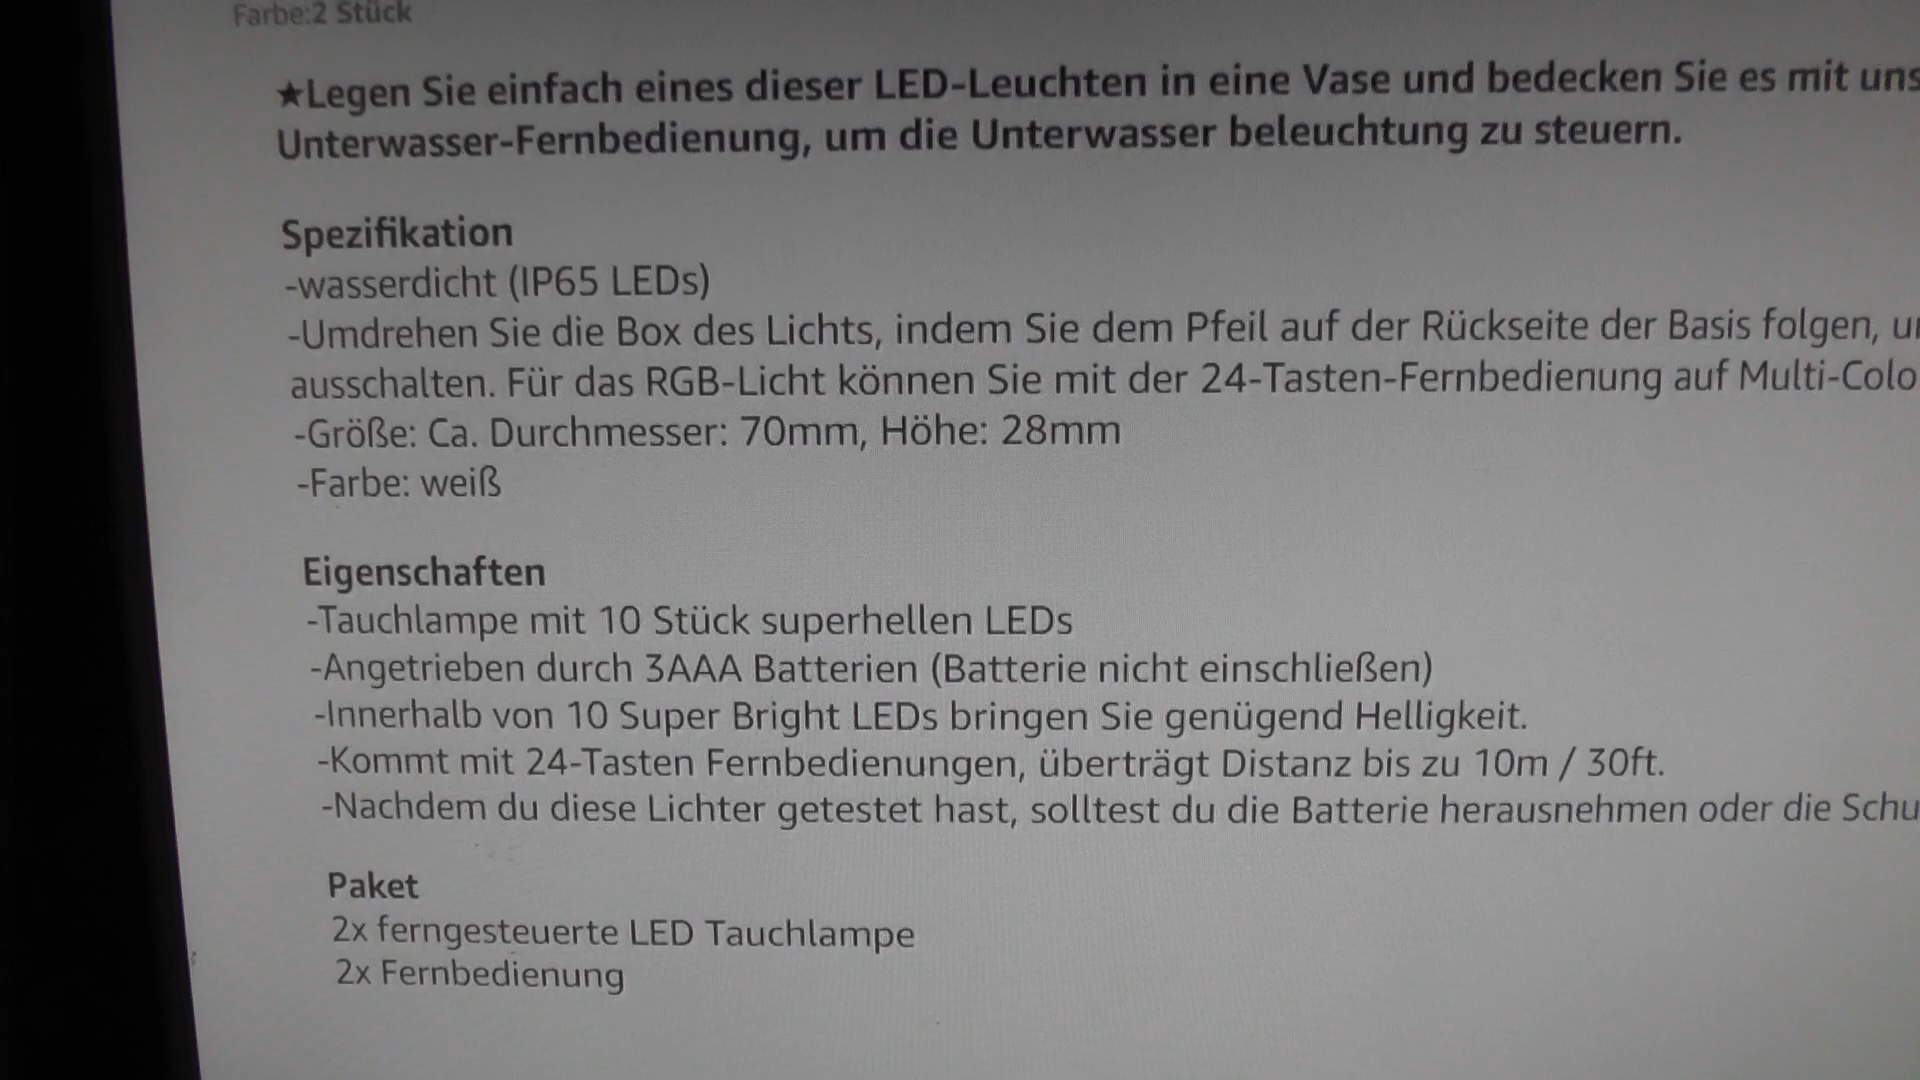 Farbe:2 Stück
★Legen Sie einfach eines dieser LED-Leuchten in eine Vase und bedecken Sie es mit
Unterwasser-Fernbedienung, um die Unterwasser beleuchtung zu steuern.
Spezifikation
-wasserdicht (IP65 LEDs)
-Umdrehen Sie die Box des Lichts, indem Sie dem Pfeil auf der Rückseite der Basis folgen,
ausschalten. Für das RGB-Licht können Sie mit der 24-Tasten-Fernbedienung auf Multi-Colo
-Größe: Ca. Durchmesser: 70mm, Höhe: 28mm
-Farbe: weiß
Eigenschaften
-Tauchlampe mit 10 Stück superhellen LEDs
-Angetrieben durch 3AAA Batterien (Batterie nicht einschließen)
-Innerhalb von 10 Super Bright LEDs bringen Sie genügend Helligkeit.
-Kommt mit 24-Tasten Fernbedienungen, überträgt Distanz bis zu 10m / 30ft.
-Nachdem du diese Lichter getestet hast, solltest du die Batterie herausnehmen oder die Schu
Paket
2x ferngesteuerte LED Tauchlampe
2x Fernbedienung